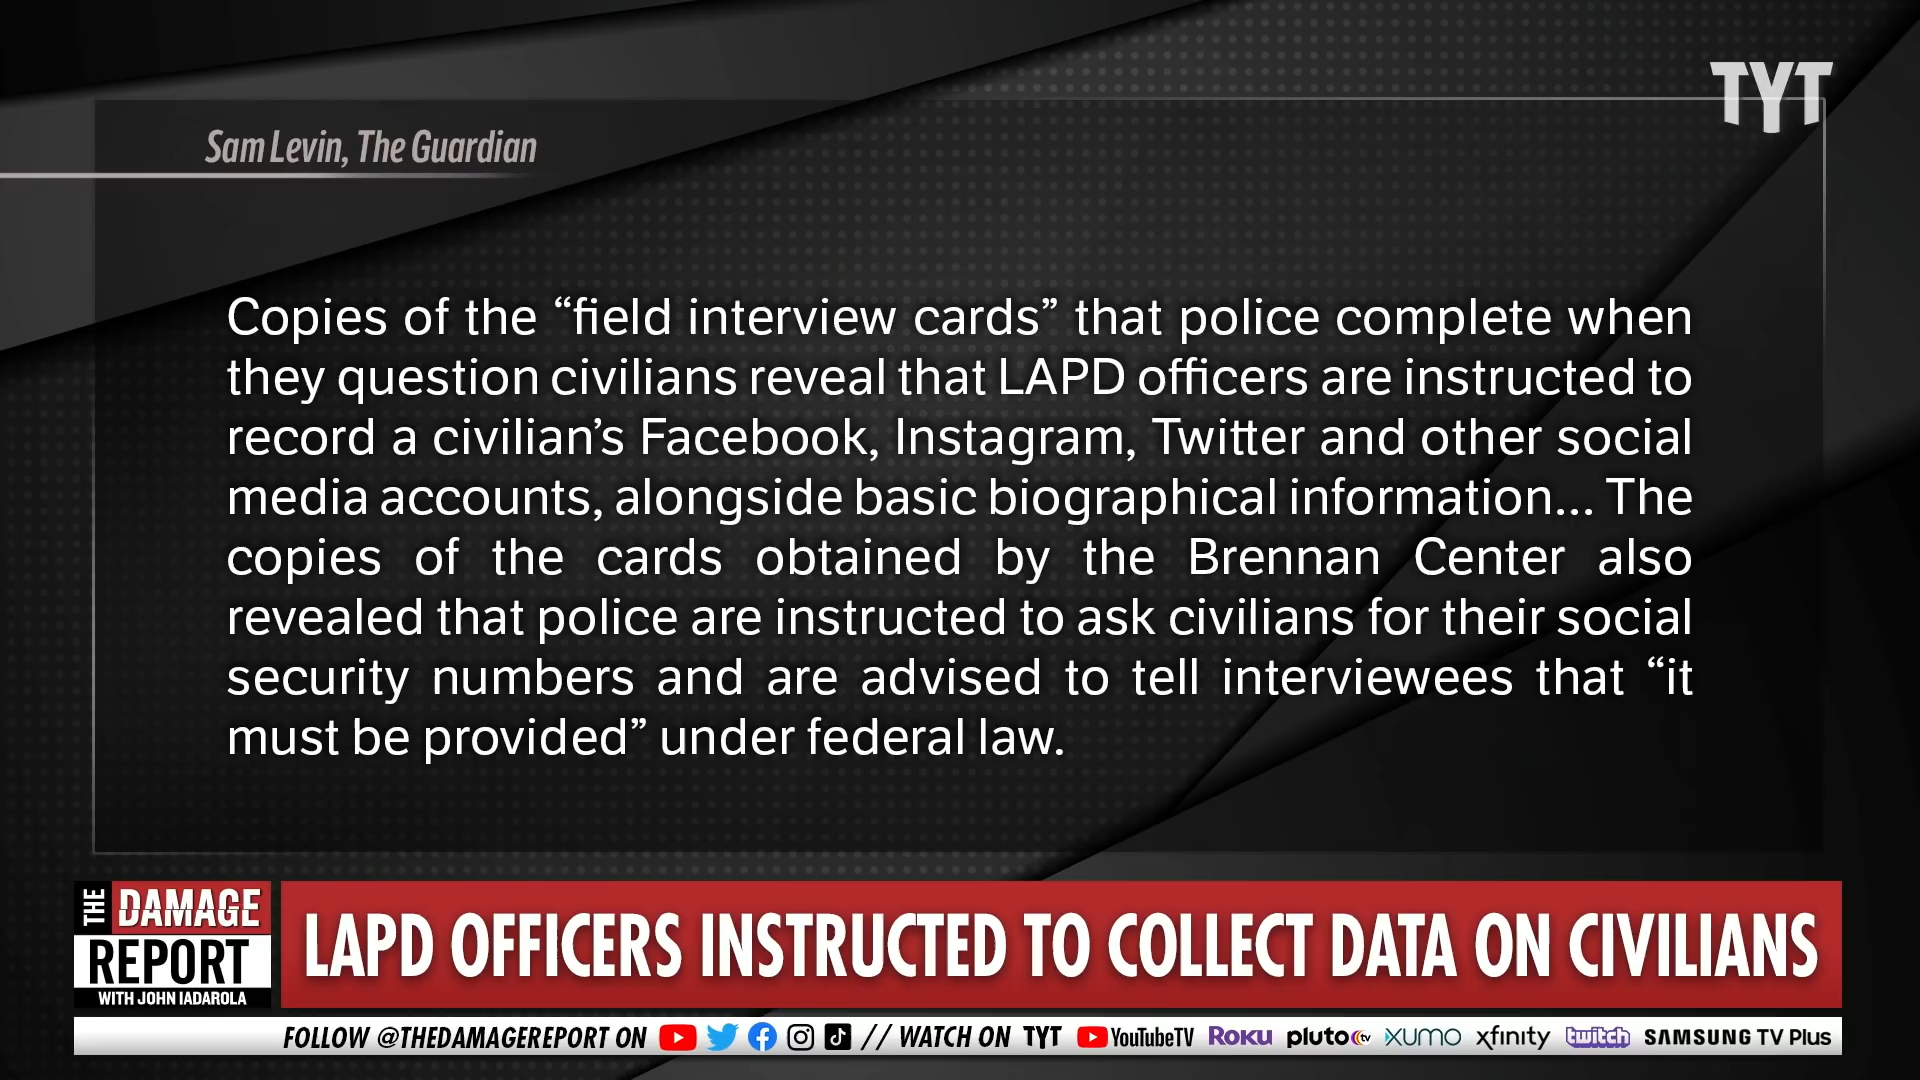 TYT
Sam Levin, The Guardian
Copies of the “field interview cards” that police complete when
they question civilians reveal that LAPD officers are instructed to
record a civilian’s Facebook, Instagram, Twitter and other social
media accounts, alongside basic biographical information... The
copies of the cards obtained by the Brennan Center also
revealed that police are instructed to ask civilians for their social
security numbers and are advised to tell interviewees that “it
must be provided” under federal law.
THE DAMAGE
REPORT
WITH JOHN IADAROLA
LAPD OFFICERS INSTRUCTED TO COLLECT DATA ON CIVILIANS
FOLLOW @THEDAMAGEREPORT ON // WATCH ON TYT YouTubeTV ROKU pluto tv XUMO xfinity twitch SAMSUNG TV Plus